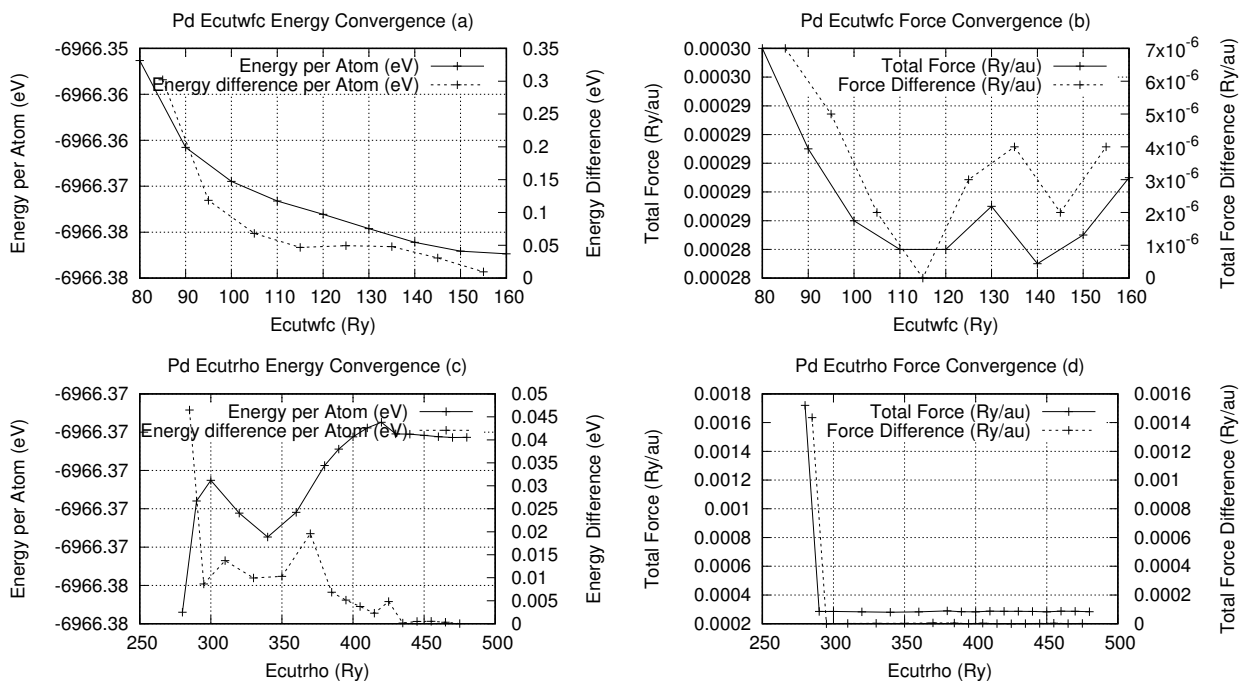 Pd Ecutwfc Energy Convergence (a)
Energy per Atom (eV)
-6966.35
-6966.36
-6966.36
-6966.37
-6966.38
-6966.38
Energy per Atom (eV)
Energy difference per Atom (eV)
0.35
0.3
0.25
0.2
0.15
0.1
0.05
0
Energy Difference (eV)
80 90 100 110 120 130 140 150 160
Ecutwfc (Ry)
Pd Ecutwfc Force Convergence (b)
Total Force (Ry/au)
0.00030
0.00030
0.00029
0.00029
0.00029
0.00029
0.00029
0.00028
0.00028
Total Force (Ry/au)
Force Difference (Ry/au)
7x10-6
6x10-6
5x10-6
4x10-6
3x10-6
2x10-6
1x10-6
0
Total Force Difference (Ry/au)
80 90 100 110 120 130 140 150 160
Ecutwfc (Ry)
Pd Ecutrho Energy Convergence (c)
Energy per Atom (eV)
-6966.37
-6966.37
-6966.37
-6966.37
-6966.37
-6966.38
-6966.38
Energy per Atom (eV)
Energy difference per Atom (eV)
0.05
0.045
0.04
0.035
0.03
0.025
0.02
0.015
0.01
0.005
0
Energy Difference (eV)
250 300 350 400 450 500
Ecutrho (Ry)
Pd Ecutrho Force Convergence (d)
Total Force (Ry/au)
0.0018
0.0016
0.0014
0.0012
0.001
0.0008
0.0006
0.0004
0.0002
Total Force (Ry/au)
Force Difference (Ry/au)
0.0016
0.0014
0.0012
0.001
0.0008
0.0006
0.0004
0.0002
0
Total Force Difference (Ry/au)
250 300 350 400 450 500
Ecutrho (Ry)